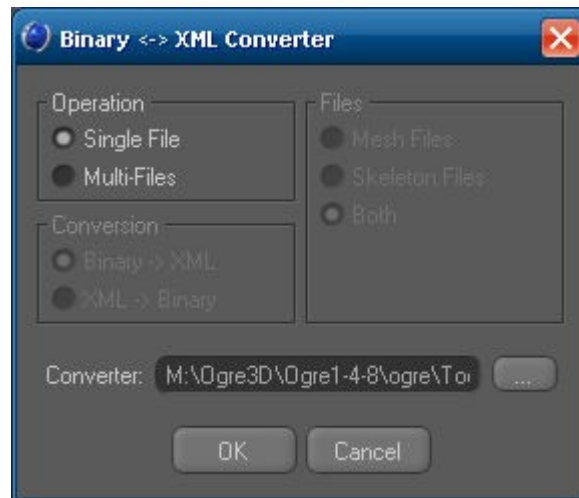 Binary <-> XML Converter
Operation
Single File
Multi-Files
Files
Mesh Files
Skeleton Files
Both
Conversion
Binary -> XML
XML -> Binary
Converter: M:\Ogre3D\Ogre1-4-8\ogre\Too ...
OK Cancel